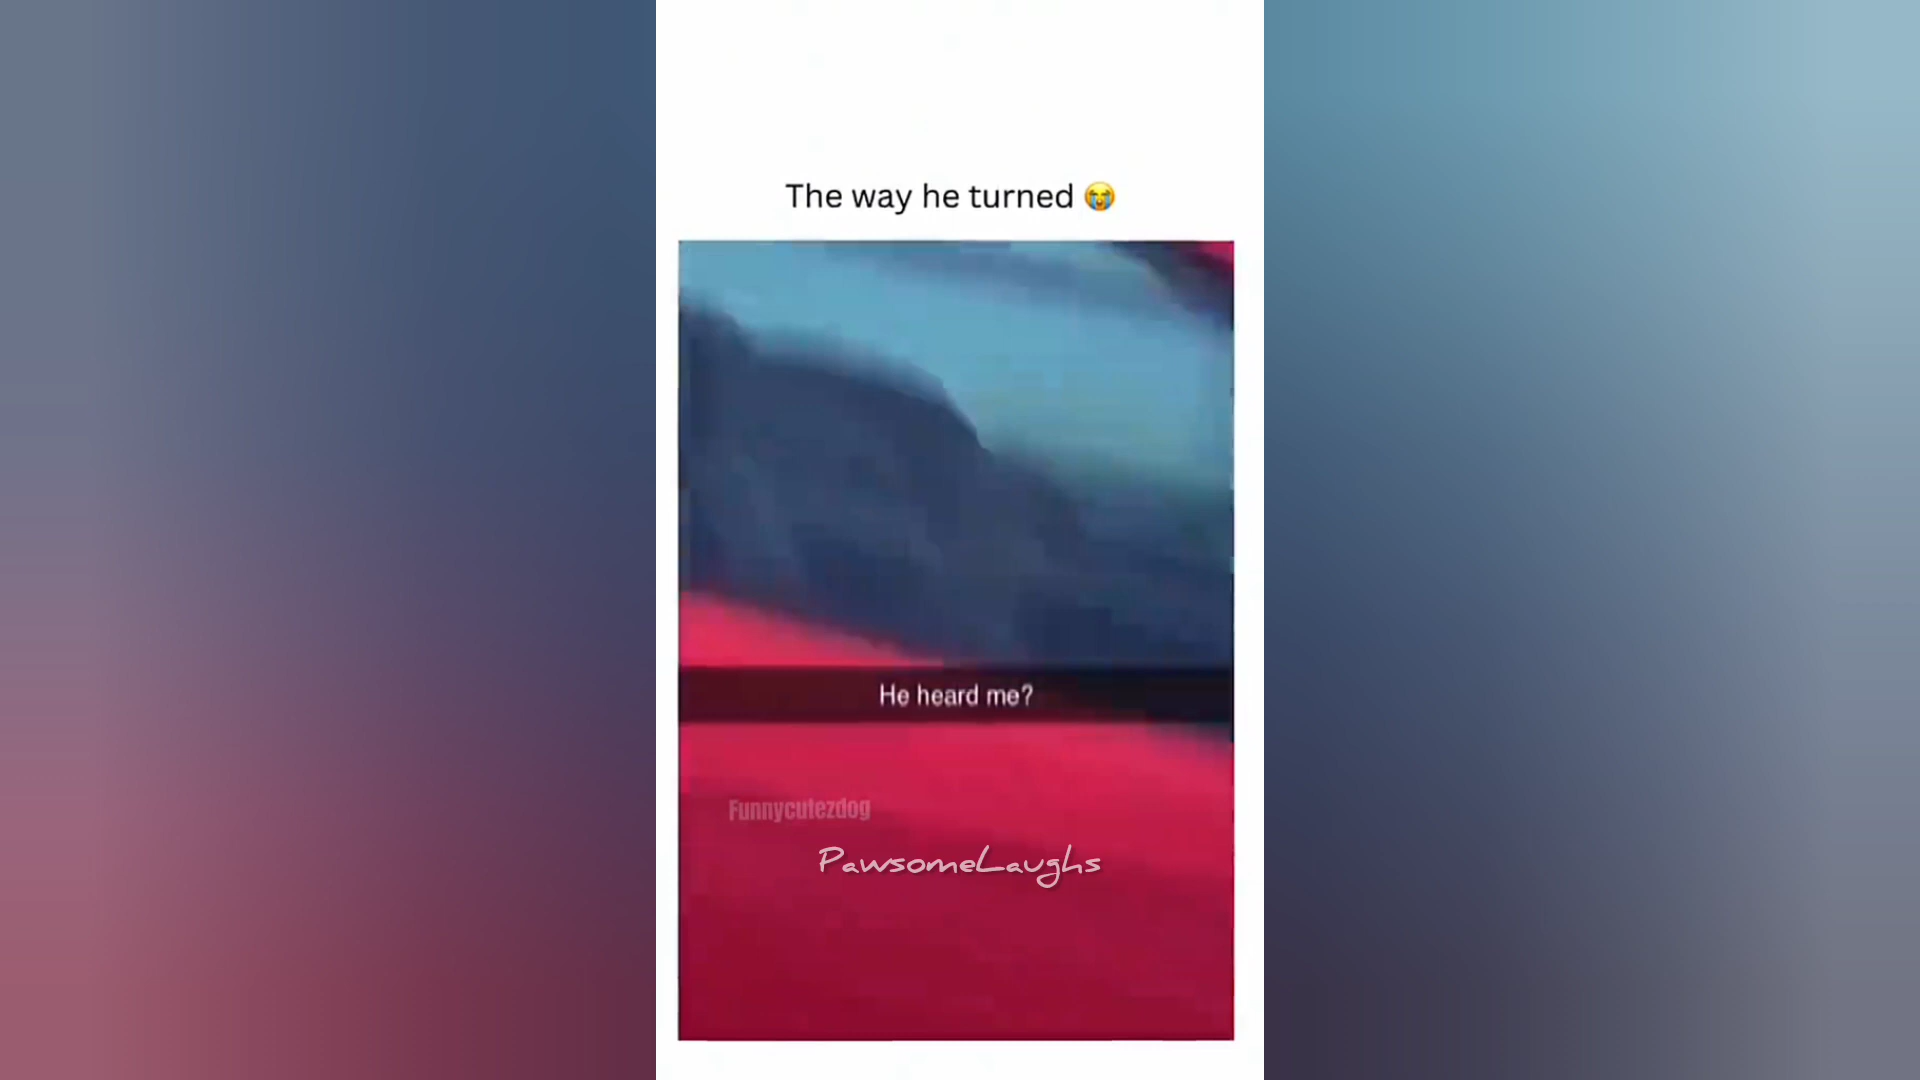 The way he turned 😭
He heard me?
Funnycutezdog
PawsomeLaughs